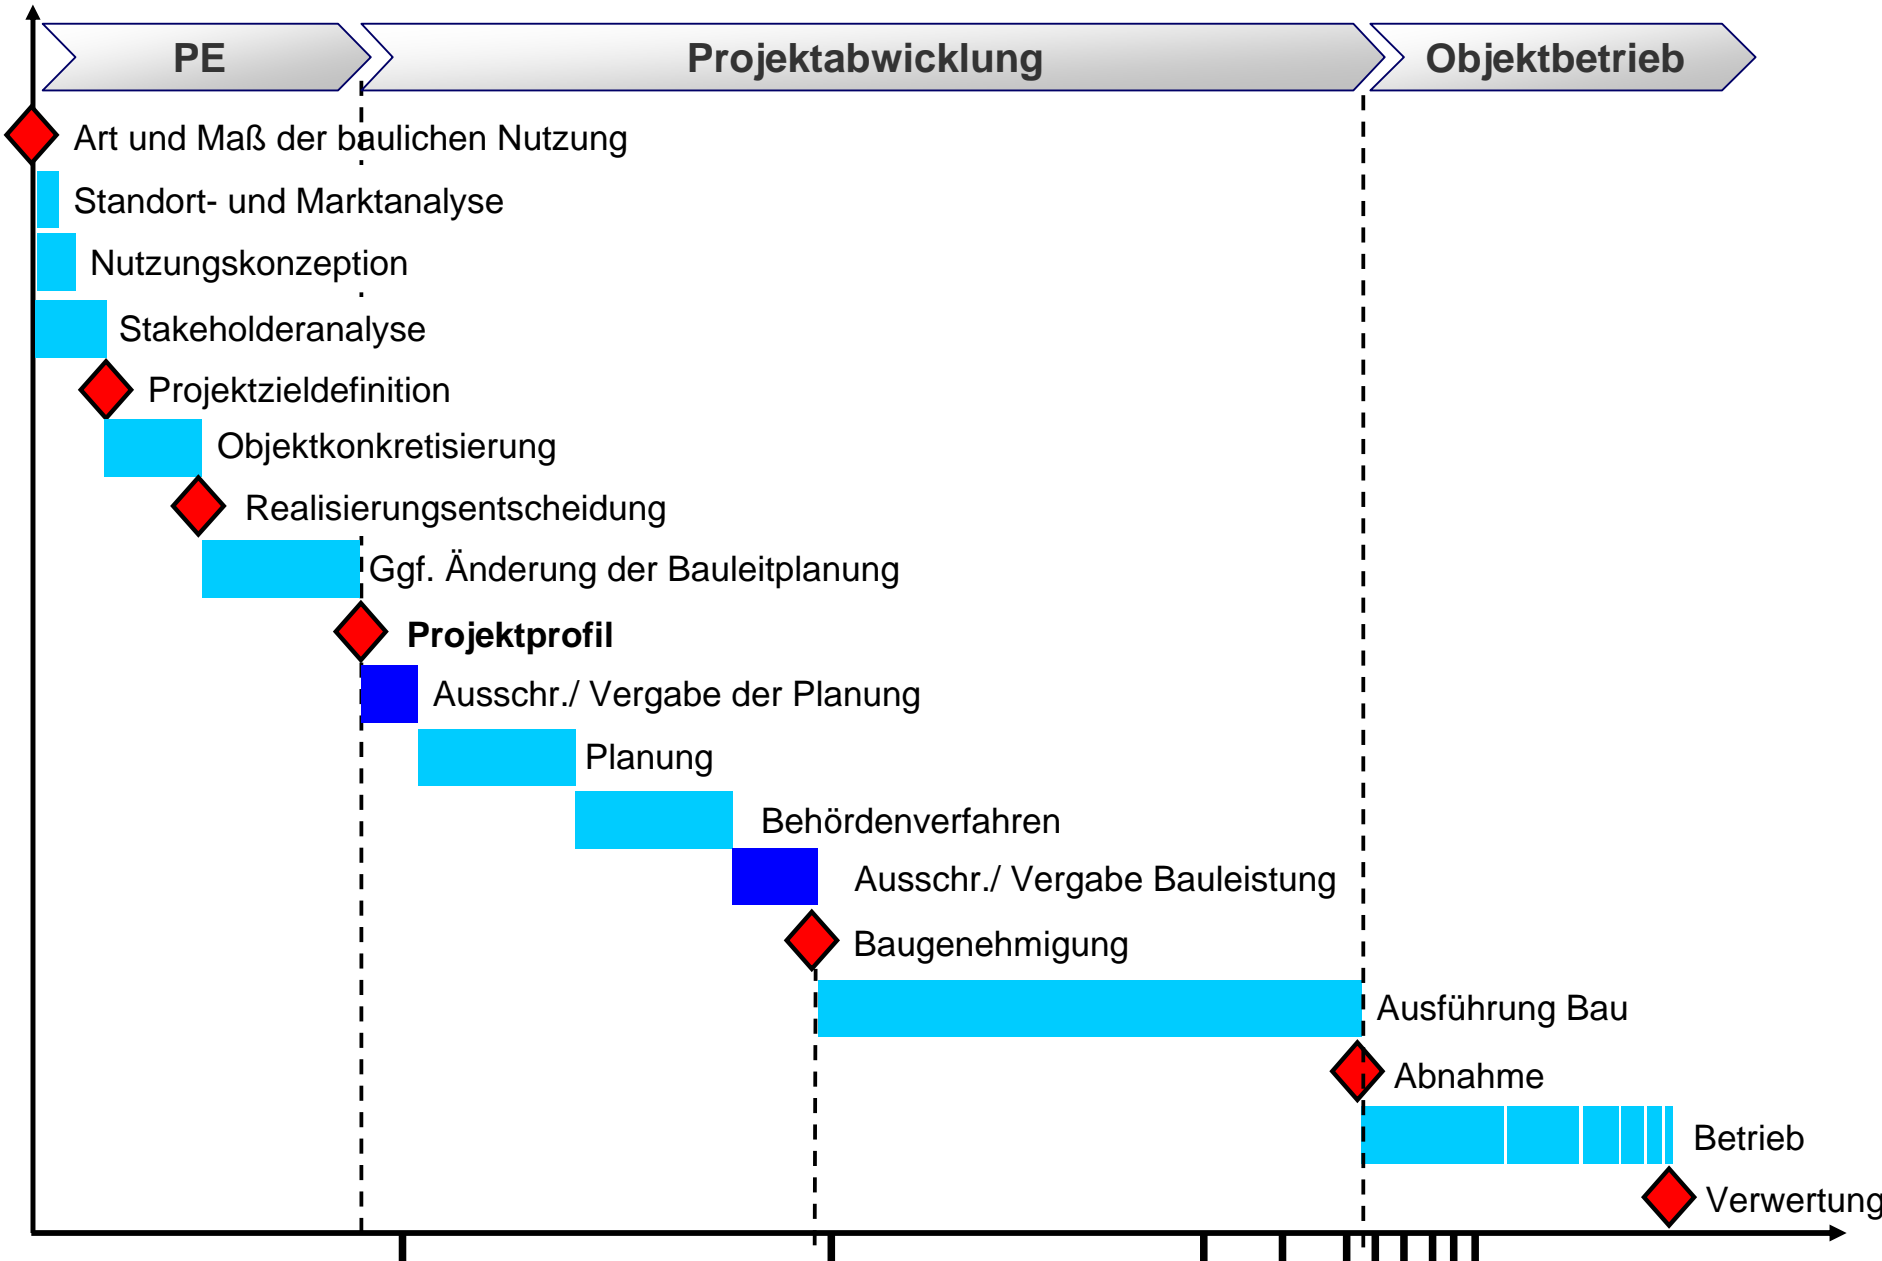 PE
Projektabwicklung
Objektbetrieb
Art und Maß der baulichen Nutzung
Standort- und Marktanalyse
Nutzungskonzeption
Stakeholderanalyse
Projektzieldefinition
Objektkonkretisierung
Realisierungsentscheidung
Ggf. Änderung der Bauleitplanung
Projektprofil
Ausschr./ Vergabe der Planung
Planung
Behördenverfahren
Ausschr./ Vergabe Bauleistung
Baugenehmigung
Ausführung Bau
Abnahme
Betrieb
Verwertung